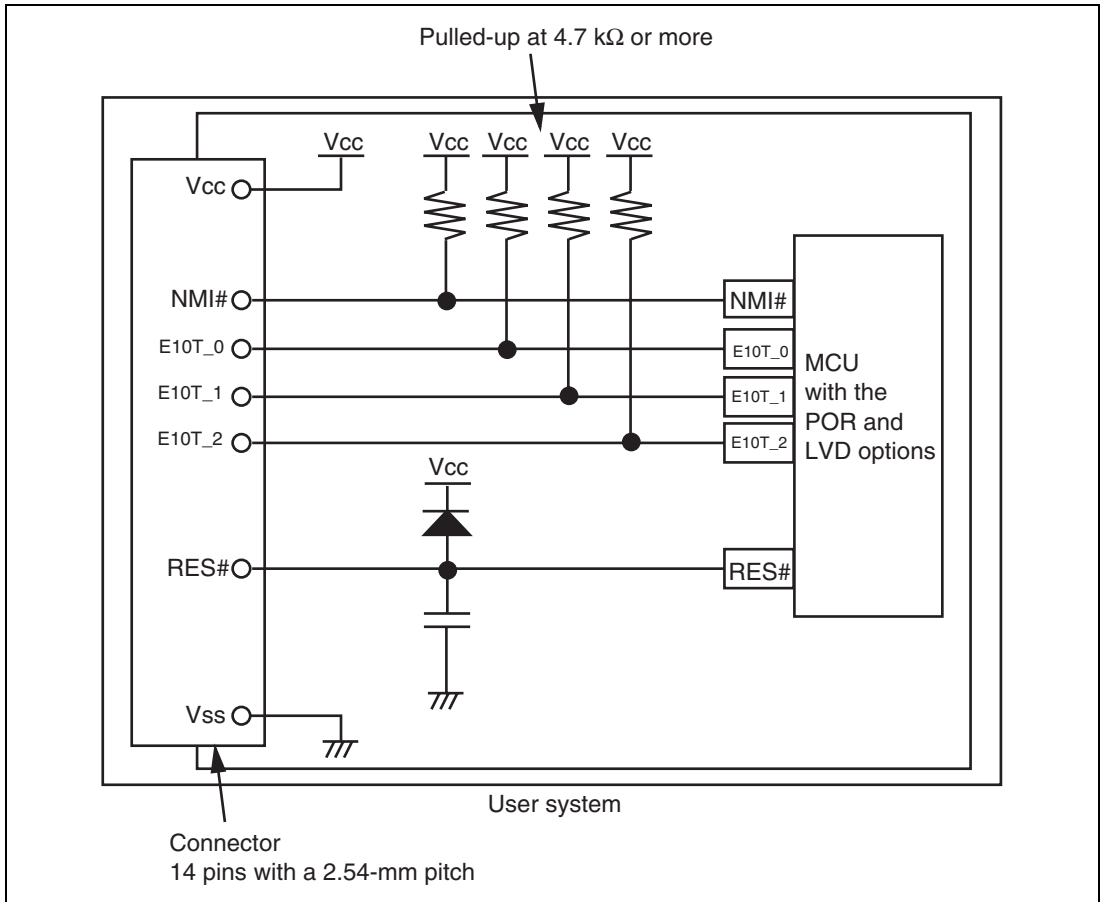 Pulled-up at 4.7 kΩ or more
Vcc
Vcc
Vcc
Vcc
Vcc
Vcc
NMI#
NMI#
E10T_0
E10T_0
E10T_1
E10T_1
E10T_2
E10T_2
MCU
with the
POR and
LVD options
Vcc
RES#
RES#
Vss
User system
Connector
14 pins with a 2.54-mm pitch